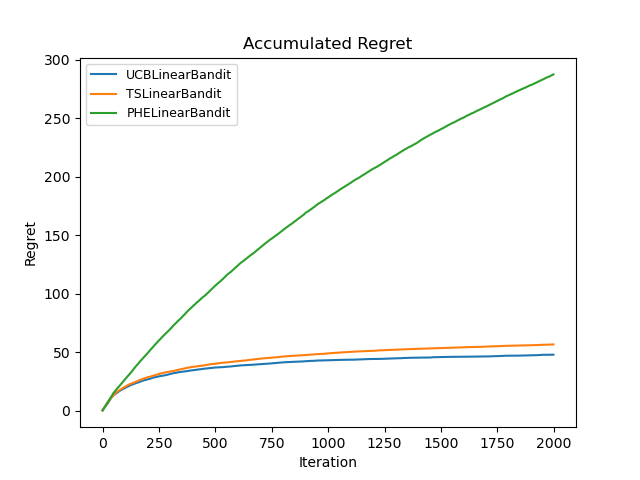 Accumulated Regret
UCBLinearBandit
TSLinearBandit
PHELinearBandit
Regret
300
250
200
150
100
50
0
0 250 500 750 1000 1250 1500 1750 2000
Iteration